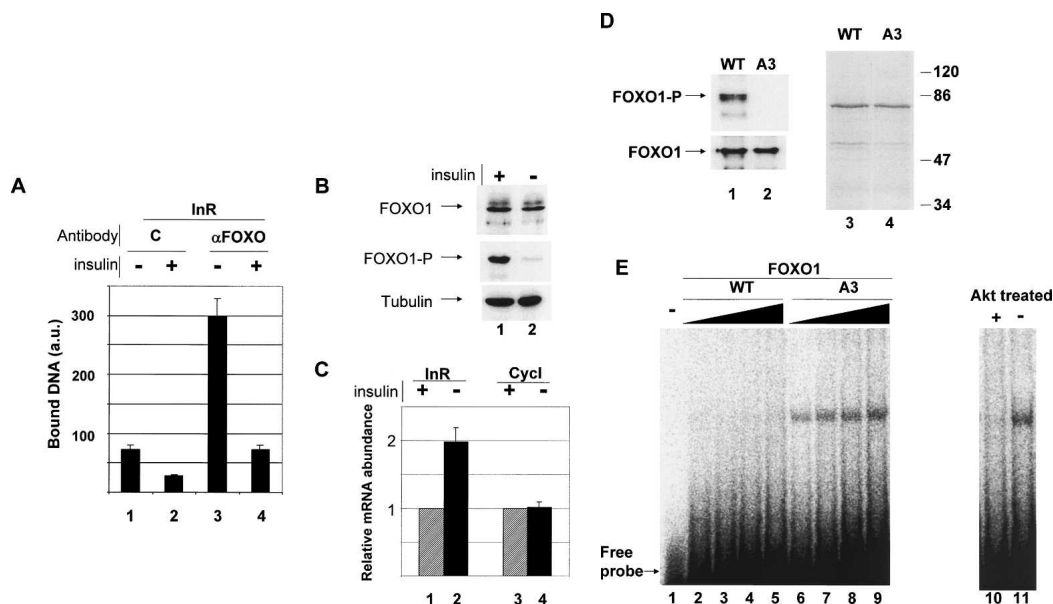 A
InR
Antibody C αFOXO
insulin - + - +
Bound DNA (a.u.)
300
200
100
1 2 3 4
B
insulin + -
FOXO1
FOXO1-P
Tubulin
1 2
C
InR Cycl
insulin + - + -
Relative mRNA abundance
2
1
1 2 3 4
D
WT A3
FOXO1-P
FOXO1
1 2
WT A3
120
86
47
34
3 4
E
FOXO1
- WT A3
Free
probe
1 2 3 4 5 6 7 8 9
Akt treated
+ -
10 11